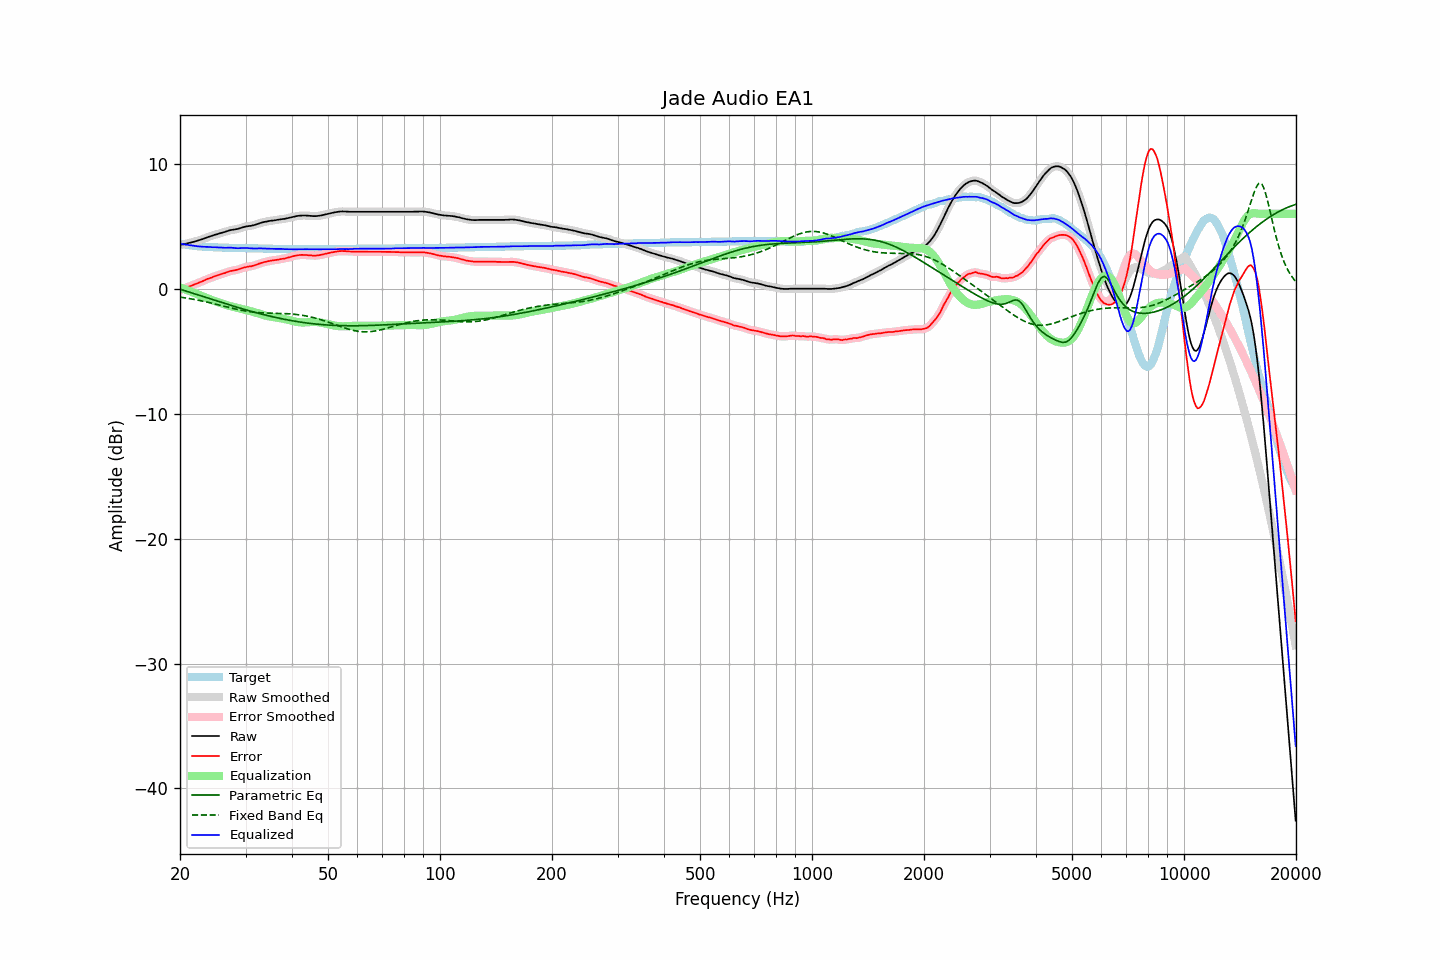 Jade Audio EA1
10
0
−10
−20
−30
−40
Amplitude (dBr)
Target
Raw Smoothed
Error Smoothed
Raw
Error
Equalization
Parametric Eq
Fixed Band Eq
Equalized
20 50 100 200 500 1000 2000 5000 10000 20000
Frequency (Hz)